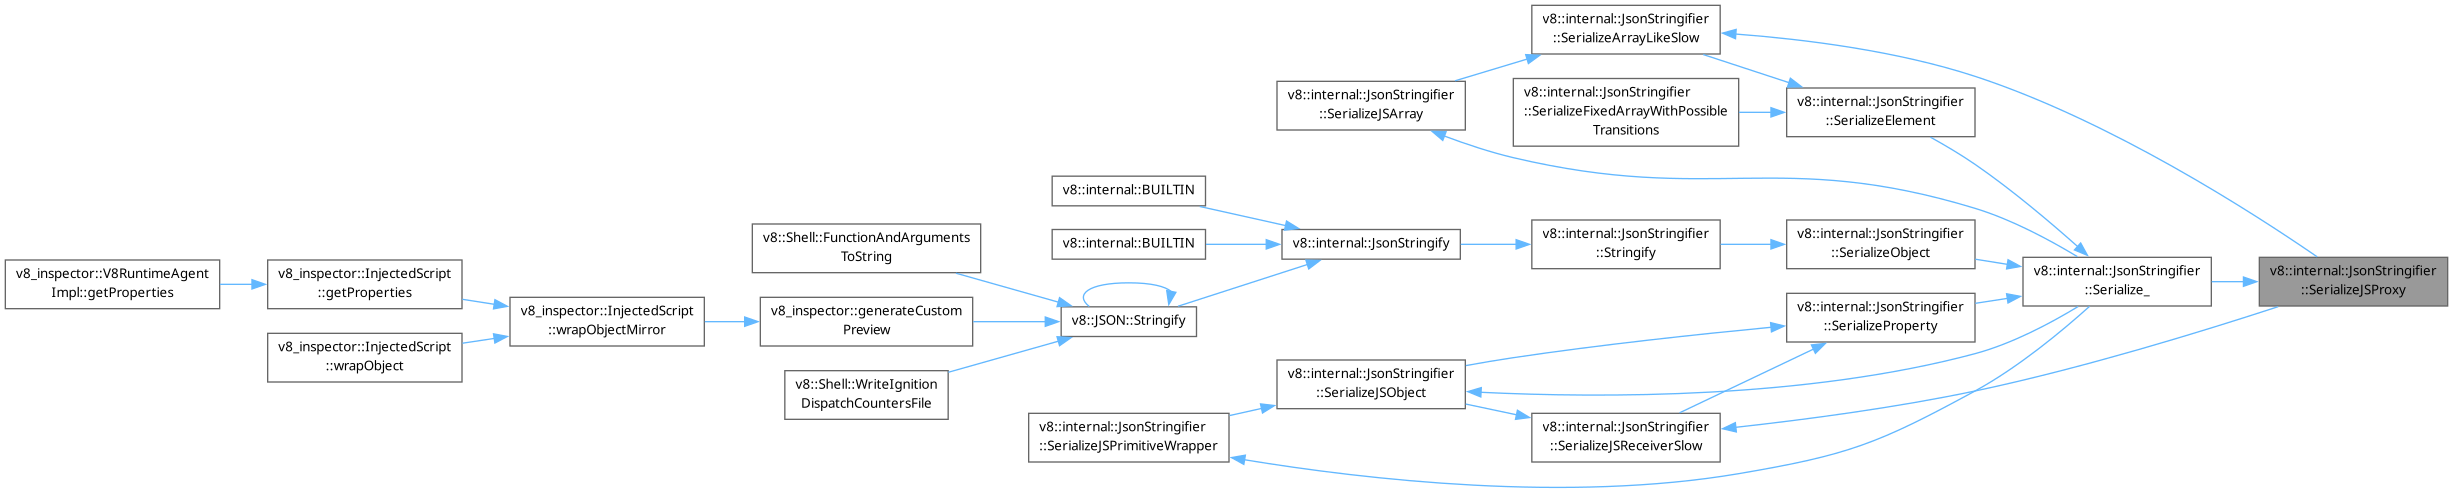 v8::internal::JsonStringifier
::SerializeArrayLikeSlow
v8::internal::JsonStringifier
::SerializeJSArray
v8::internal::JsonStringifier
::SerializeFixedArrayWithPossible
Transitions
v8::internal::JsonStringifier
::SerializeElement
v8::internal::BUILTIN
v8::internal::BUILTIN
v8::Shell::FunctionAndArguments
ToString
v8::internal::JsonStringify
v8::internal::JsonStringifier
::Stringify
v8::internal::JsonStringifier
::SerializeObject
v8_inspector::V8RuntimeAgent
Impl::getProperties
v8_inspector::InjectedScript
::getProperties
v8::internal::JsonStringifier
::Serialize_
v8::internal::JsonStringifier
::SerializeJSProxy
v8_inspector::InjectedScript
::wrapObjectMirror
v8_inspector::generateCustom
Preview
v8::JSON::Stringify
v8::internal::JsonStringifier
::SerializeProperty
v8_inspector::InjectedScript
::wrapObject
v8::Shell::WriteIgnition
DispatchCountersFile
v8::internal::JsonStringifier
::SerializeJSObject
v8::internal::JsonStringifier
::SerializeJSPrimitiveWrapper
v8::internal::JsonStringifier
::SerializeJSReceiverSlow